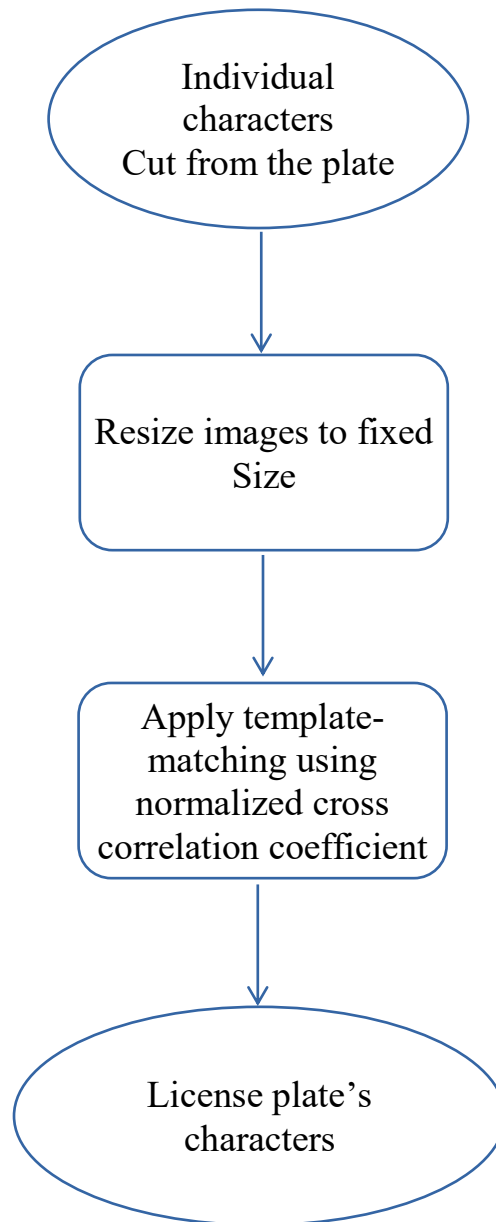 Individual
characters
Cut from the plate
Resize images to fixed
Size
Apply template-
matching using
normalized cross
correlation coefficient
License plate’s
characters